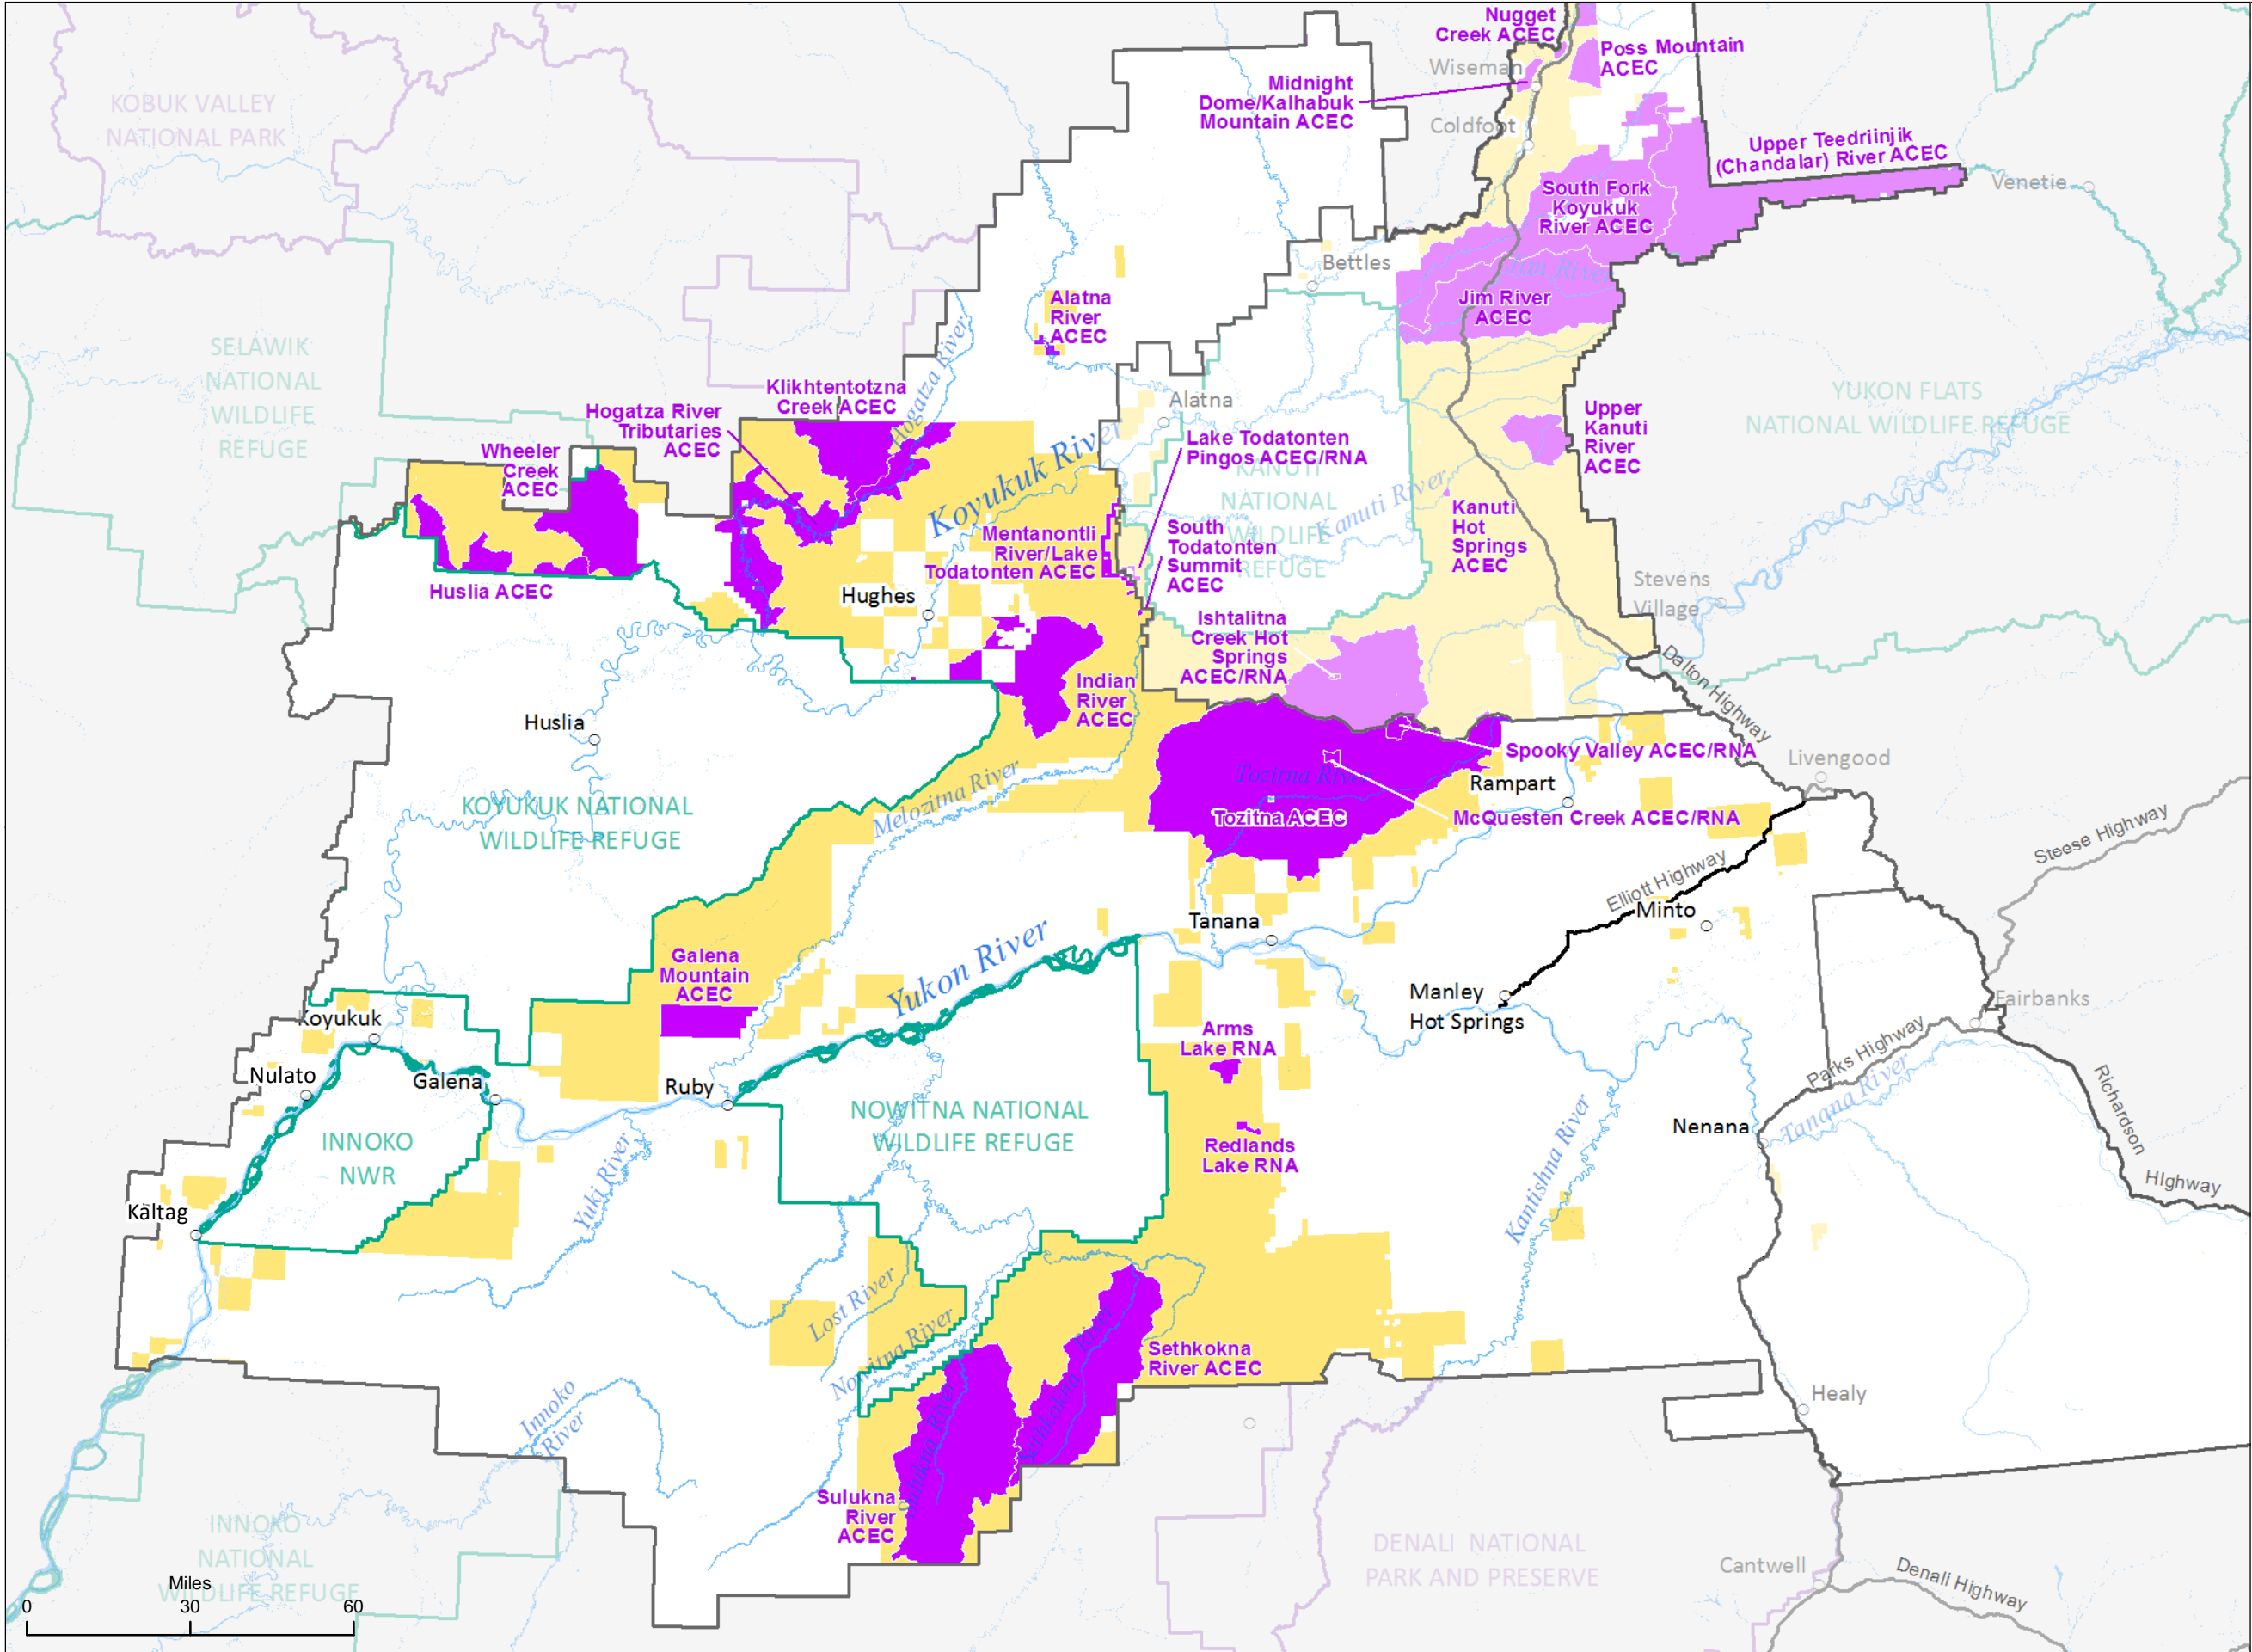 Nugget
Creek ACEC
Poss Mountain
ACEC
Wiseman
Midnight
Dome/Kalhabuk
Mountain ACEC
KOBUK VALLEY
NATIONAL PARK
Coldfoot
Upper Teedriinjik
(Chandalar) River ACEC
Venetie
South Fork
Koyukuk
River ACEC
Bettles
Jim River
Jim River
ACEC
Alatna
River
ACEC
SELAWIK
NATIONAL
WILDLIFE
REFUGE
Hogatza River
Klikhtentotzna
Creek ACEC
Alatna
YUKON FLATS
NATIONAL WILDLIFE REFUGE
Hogatza River
Tributaries
ACEC
Upper
Kanuti
River
ACEC
Wheeler
Creek
ACEC
Koyukuk River
Lake Todatonten
Pingos ACEC/RNA
KANUTI
NATIONAL
WILDLIFE
REFUGE
Kanuti River
Kanuti
Hot
Springs
ACEC
Mentanontli
River/Lake
Todatonten ACEC
South
Todatonten
Summit
ACEC
Huslia ACEC
Hughes
Stevens
Village
Ishtalitna
Creek Hot
Springs
ACEC/RNA
Indian
River
ACEC
Dalton Highway
Huslia
Spooky Valley ACEC/RNA
Livengood
Tozitna River
Rampart
KOYUKUK NATIONAL
WILDLIFE REFUGE
Melozitna River
Tozitna ACEC
McQuesten Creek ACEC/RNA
Steese Highway
Elliott Highway
Minto
Tanana
Galena
Mountain
ACEC
Yukon River
Manley
Hot Springs
Fairbanks
Koyukuk
Arms
Lake RNA
Parks Highway
Nulato
Galena
Ruby
NOWITNA NATIONAL
WILDLIFE REFUGE
Tanana River
Richardson
HIghway
Nenana
INNOKO
NWR
Redlands
Lake RNA
Yuki River
Kantishna River
Kaltag
Lost River
Nowitna River
Sethkokna
River ACEC
Sethkokna River
Innoko
River
Healy
Sulukna River
Sulukna
River
ACEC
INNOKO
NATIONAL
WILDLIFE REFUGE
DENALI NATIONAL
PARK AND PRESERVE
Cantwell
Denali Highway
Miles
0 30 60